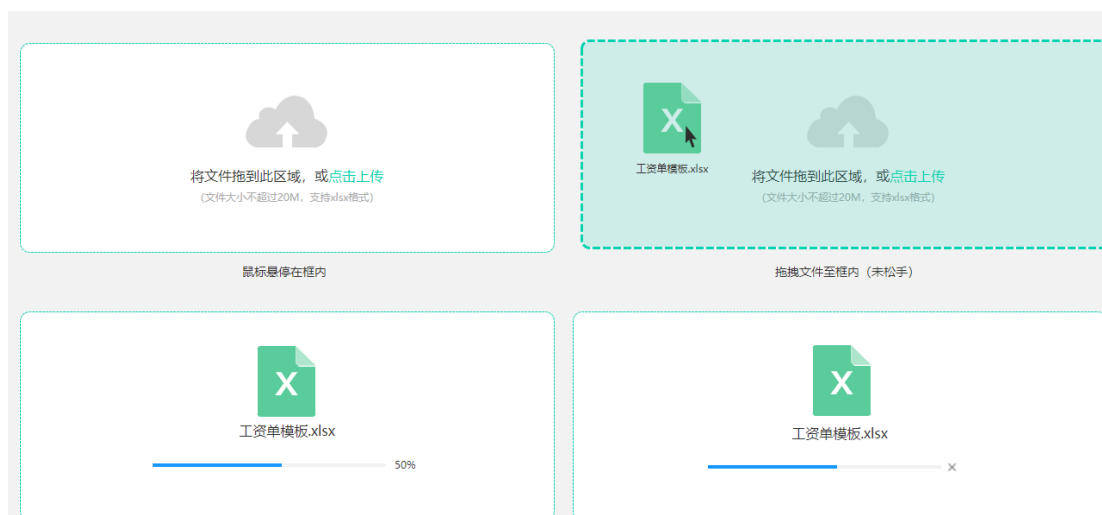 将文件拖到此区域，或点击上传
(文件大小不超过20M，支持xlsx格式)
鼠标悬停在框内
X
工资单模板.xlsx
将文件拖到此区域，或点击上传
(文件大小不超过20M，支持xlsx格式)
拖拽文件至框内（未松手）
X
工资单模板.xlsx
50%
X
工资单模板.xlsx